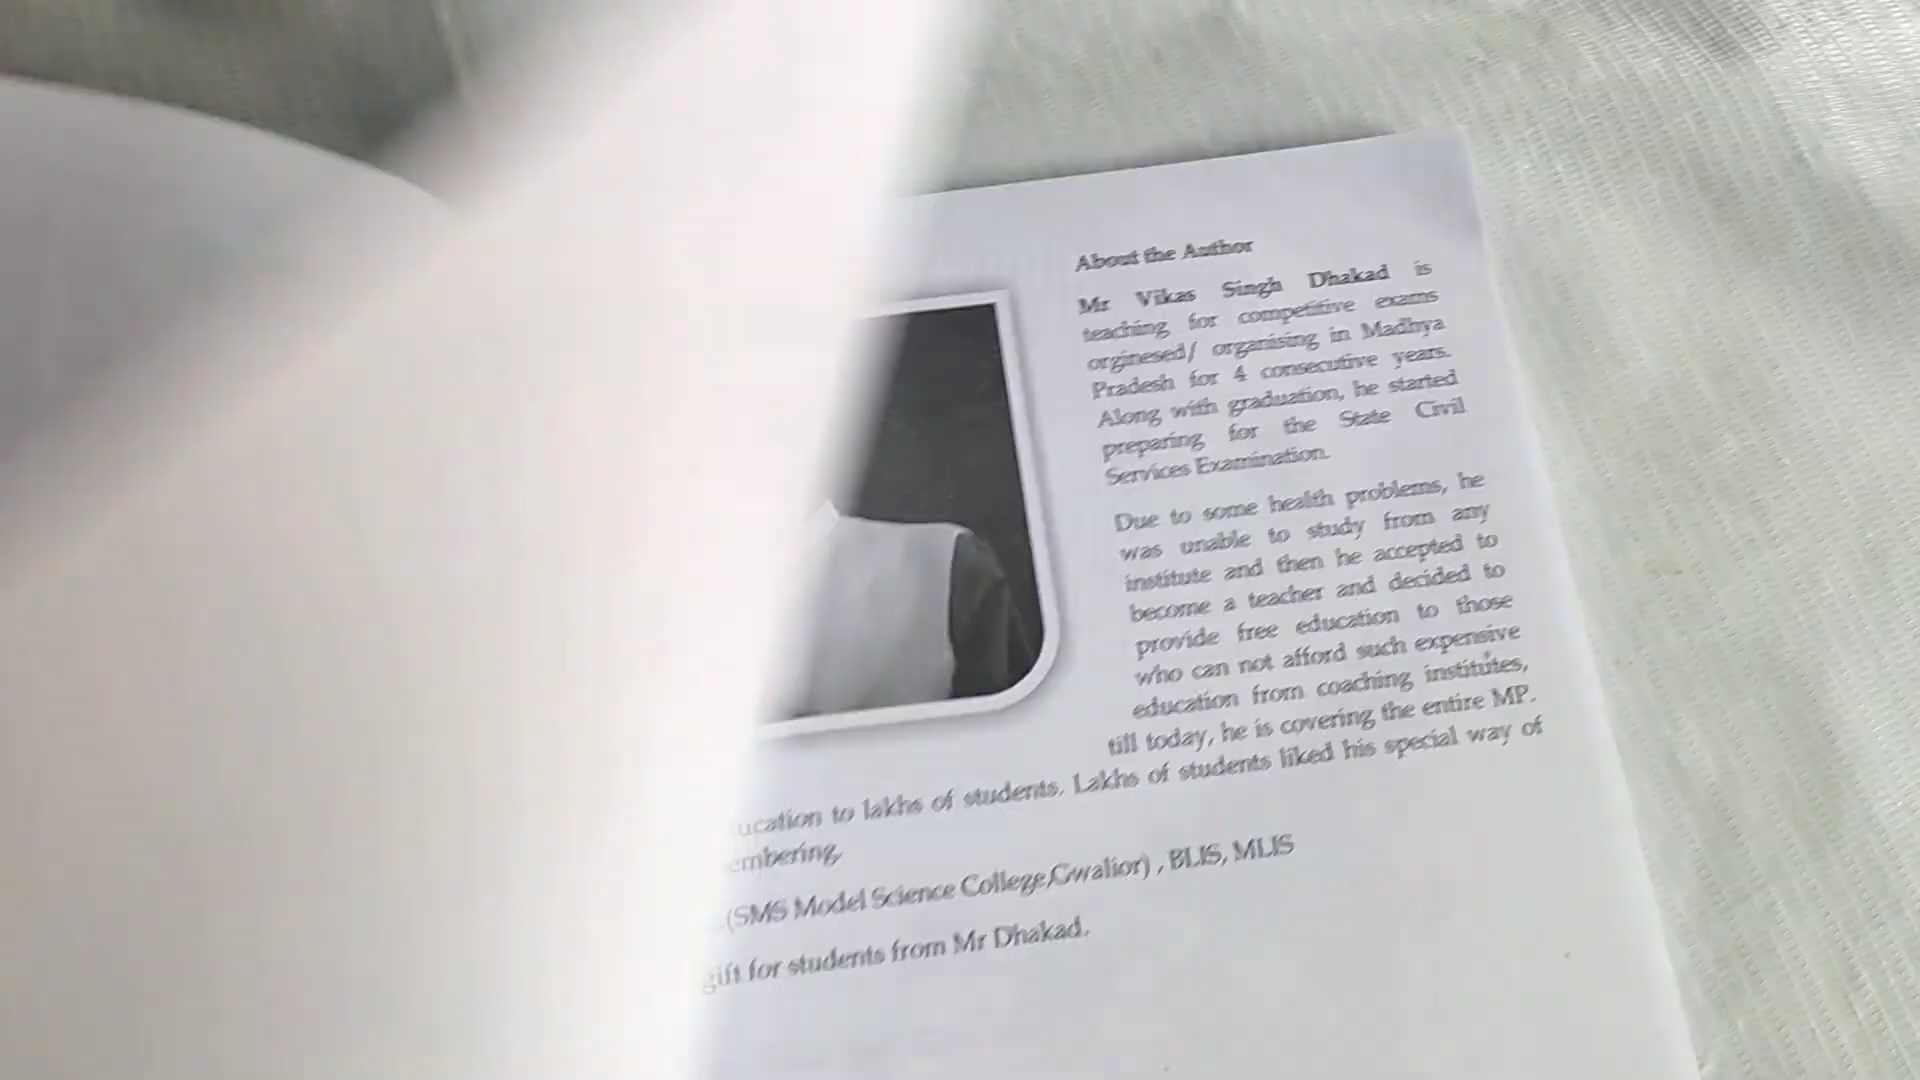 About the Author
Mr Vikas Singh Dhakad is
teaching for competitive exams
orginesed/ organising in Madhya
Pradesh for 4 consecutive years.
Along with graduation, he started
preparing for the State Civil
Services Examination.
Due to some health problems, he
was unable to study from any
institute and then he accepted to
become a teacher and decided to
provide free education to those
who can not afford such expensive
education from coaching institutes,
till today, he is covering the entire MP.
ucation to lakhs of students. Lakhs of students liked his special way of
embering,
.(SMS Model Science College,Gwalior) , BLIS, MLIS
gift for students from Mr Dhakad.